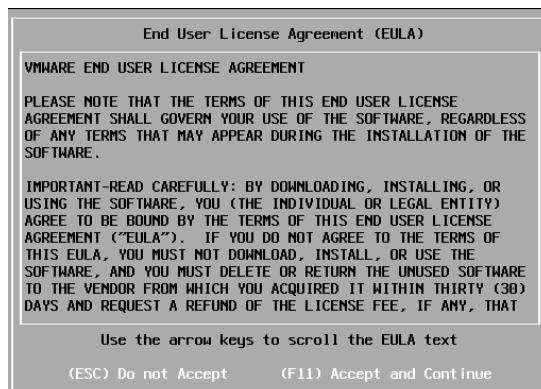 End User License Agreement (EULA)
VMWARE END USER LICENSE AGREEMENT
PLEASE NOTE THAT THE TERMS OF THIS END USER LICENSE
AGREEMENT SHALL GOVERN YOUR USE OF THE SOFTWARE, REGARDLESS
OF ANY TERMS THAT MAY APPEAR DURING THE INSTALLATION OF THE
SOFTWARE.
IMPORTANT-READ CAREFULLY: BY DOWNLOADING, INSTALLING, OR
USING THE SOFTWARE, YOU (THE INDIVIDUAL OR LEGAL ENTITY)
AGREE TO BE BOUND BY THE TERMS OF THIS END USER LICENSE
AGREEMENT ("EULA").  IF YOU DO NOT AGREE TO THE TERMS OF
THIS EULA, YOU MUST NOT DOWNLOAD, INSTALL, OR USE THE
SOFTWARE, AND YOU MUST DELETE OR RETURN THE UNUSED SOFTWARE
TO THE VENDOR FROM WHICH YOU ACQUIRED IT WITHIN THIRTY (30)
DAYS AND REQUEST A REFUND OF THE LICENSE FEE, IF ANY, THAT
Use the arrow keys to scroll the EULA text
(ESC) Do not Accept (F11) Accept and Continue